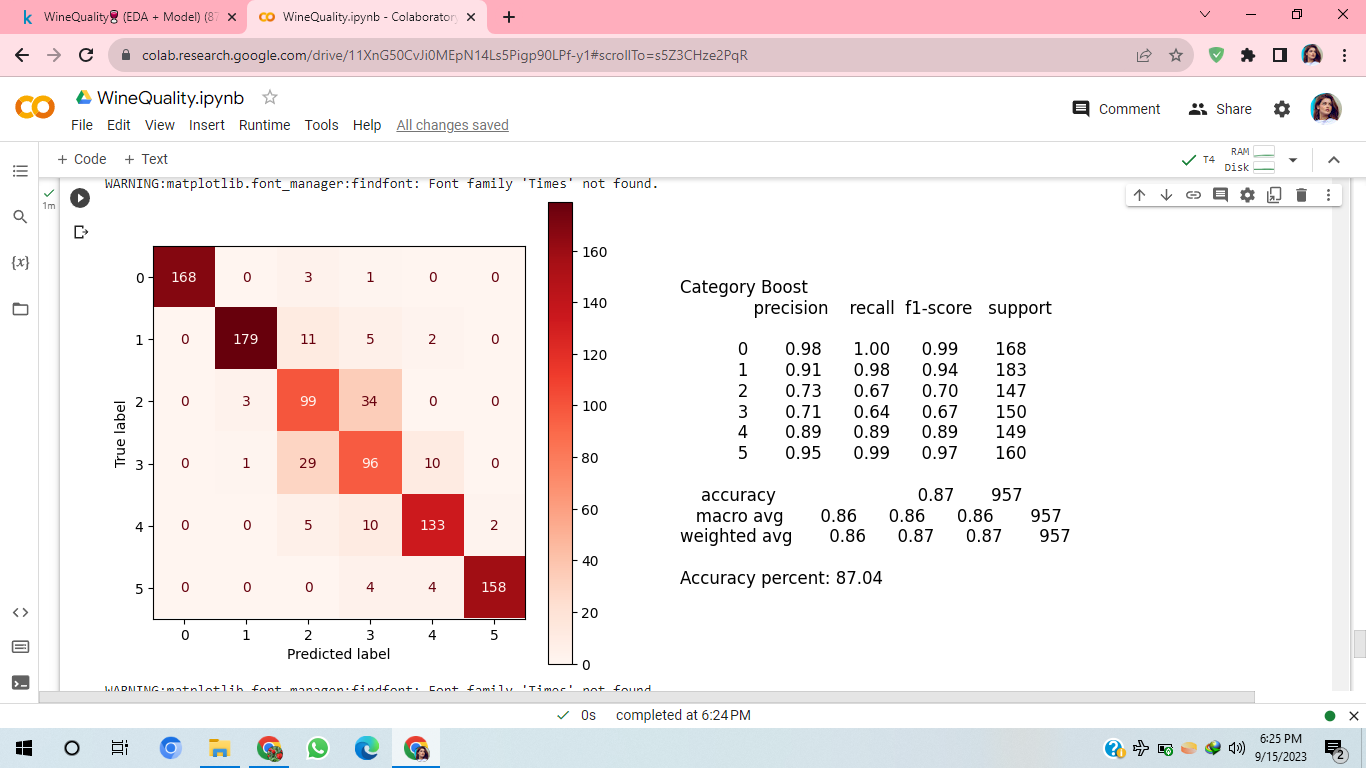 WineQuality🍷 (EDA + Model) (87
WineQuality.ipynb - Colaboratory
colab.research.google.com/drive/11XnG50CvJi0MEpN14Ls5Pigp90LPf-y1#scrollTo=s5Z3CHze2PqR
WineQuality.ipynb
Comment
Share
File Edit View Insert Runtime Tools Help All changes saved
+ Code + Text
T4
RAM
Disk
1m
WARNING:matplotlib.font_manager:findfont: Font family 'Times' not found.
{x}
True label
0 168 0 3 1 0 0
1 0 179 11 5 2 0
2 0 3 99 34 0 0
3 0 1 29 96 10 0
4 0 0 5 10 133 2
5 0 0 0 4 4 158
0 1 2 3 4 5
Predicted label
160
140
120
100
80
60
40
20
0
Category Boost
precision recall f1-score support
0 0.98 1.00 0.99 168
1 0.91 0.98 0.94 183
2 0.73 0.67 0.70 147
3 0.71 0.64 0.67 150
4 0.89 0.89 0.89 149
5 0.95 0.99 0.97 160
accuracy 0.87 957
macro avg 0.86 0.86 0.86 957
weighted avg 0.86 0.87 0.87 957
Accuracy percent: 87.04
WARNING:matplotlib.font_manager:findfont: Font family 'Times' not found.
0s completed at 6:24 PM
6:25 PM
9/15/2023
2